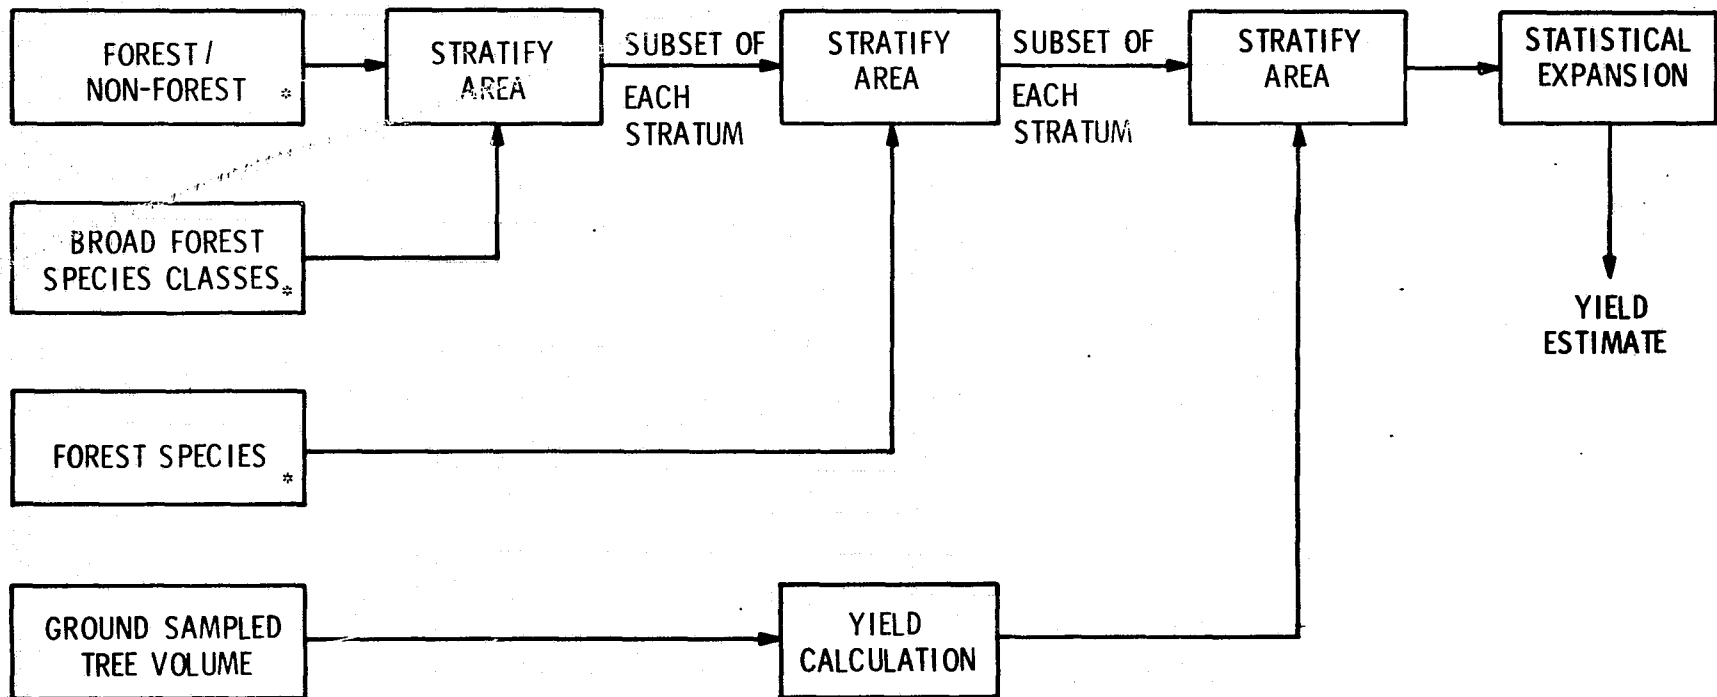 FOREST /
NON-FOREST *
STRATIFY
AREA
SUBSET OF
EACH
STRATUM
STRATIFY
AREA
SUBSET OF
EACH
STRATUM
STRATIFY
AREA
STATISTICAL
EXPANSION
BROAD FOREST
SPECIES CLASSES *
YIELD
ESTIMATE
FOREST SPECIES
*
GROUND SAMPLED
TREE VOLUME
YIELD
CALCULATION